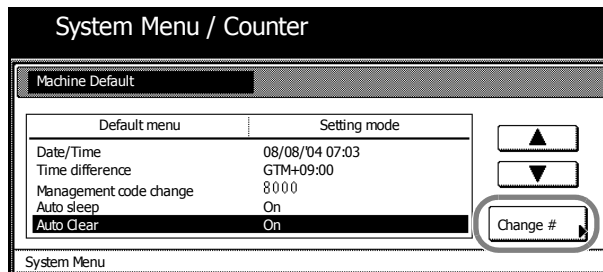 System Menu / Counter
Machine Default
Default menu Setting mode
Date/Time 08/08/'04 07:03
Time difference GTM+09:00
Management code change 8000
Auto sleep On
Auto Clear On
Change #
System Menu